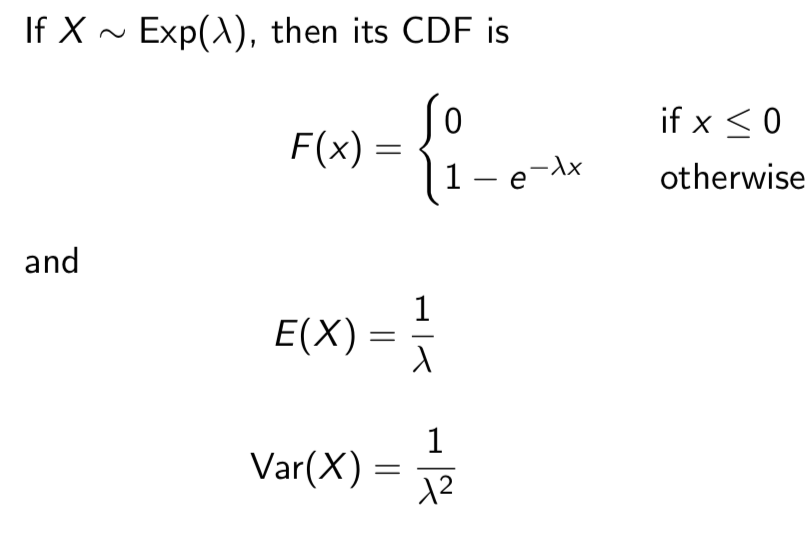 If X ∼ Exp(λ), then its CDF is
F(x) = { 0 if x ≤ 0
1 − e^{−λx} otherwise
and
E(X) = 1/λ
Var(X) = 1/λ²